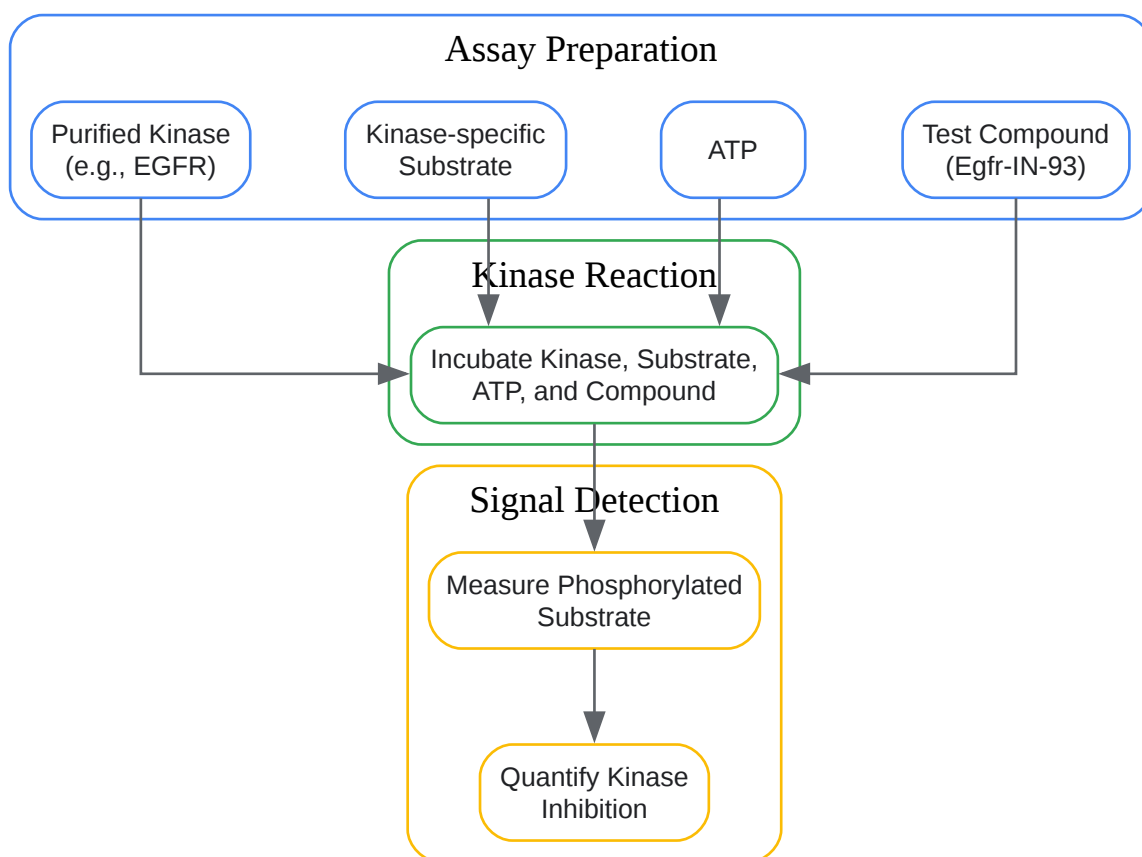 Assay Preparation
Purified Kinase
(e.g., EGFR)
Kinase-specific
Substrate
ATP
Test Compound
(Egfr-IN-93)
Kinase Reaction
Incubate Kinase, Substrate,
ATP, and Compound
Signal Detection
Measure Phosphorylated
Substrate
Quantify Kinase
Inhibition